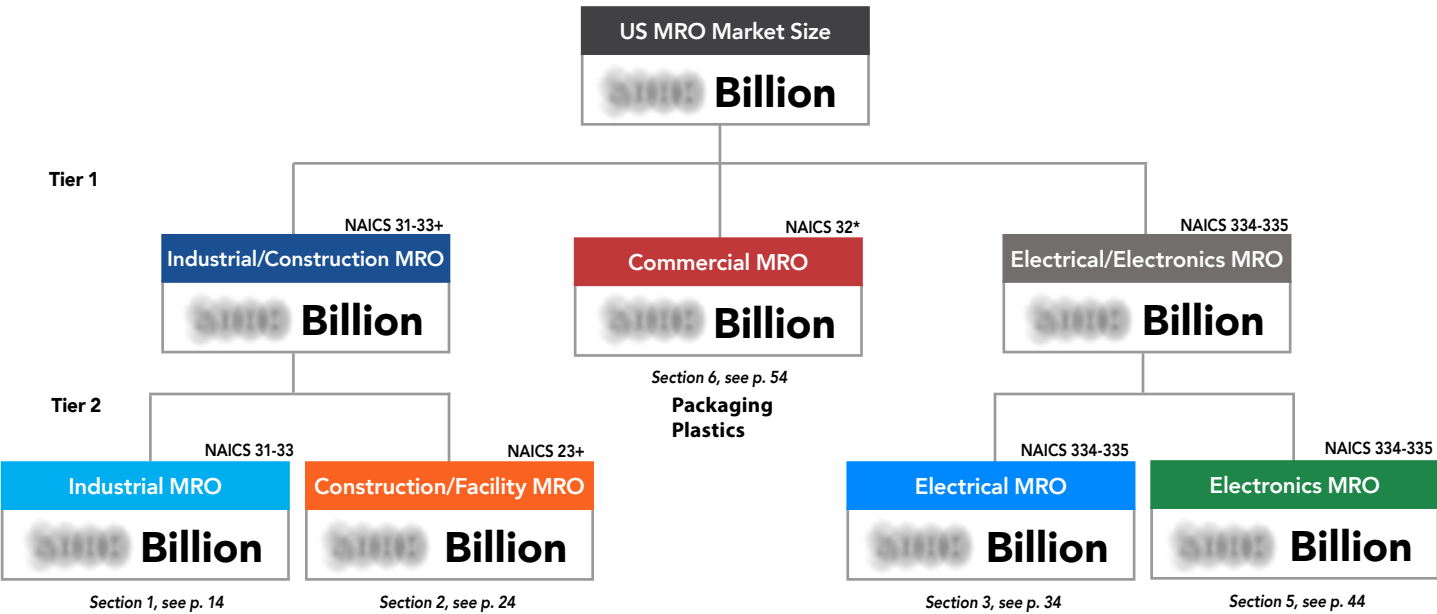 US MRO Market Size
Billion
Tier 1
NAICS 31-33+
Industrial/Construction MRO
Billion
NAICS 32*
Commercial MRO
Billion
Section 6, see p. 54
Packaging
Plastics
NAICS 334-335
Electrical/Electronics MRO
Billion
Tier 2
NAICS 31-33
Industrial MRO
Billion
Section 1, see p. 14
NAICS 23+
Construction/Facility MRO
Billion
Section 2, see p. 24
NAICS 334-335
Electrical MRO
Billion
Section 3, see p. 34
NAICS 334-335
Electronics MRO
Billion
Section 5, see p. 44